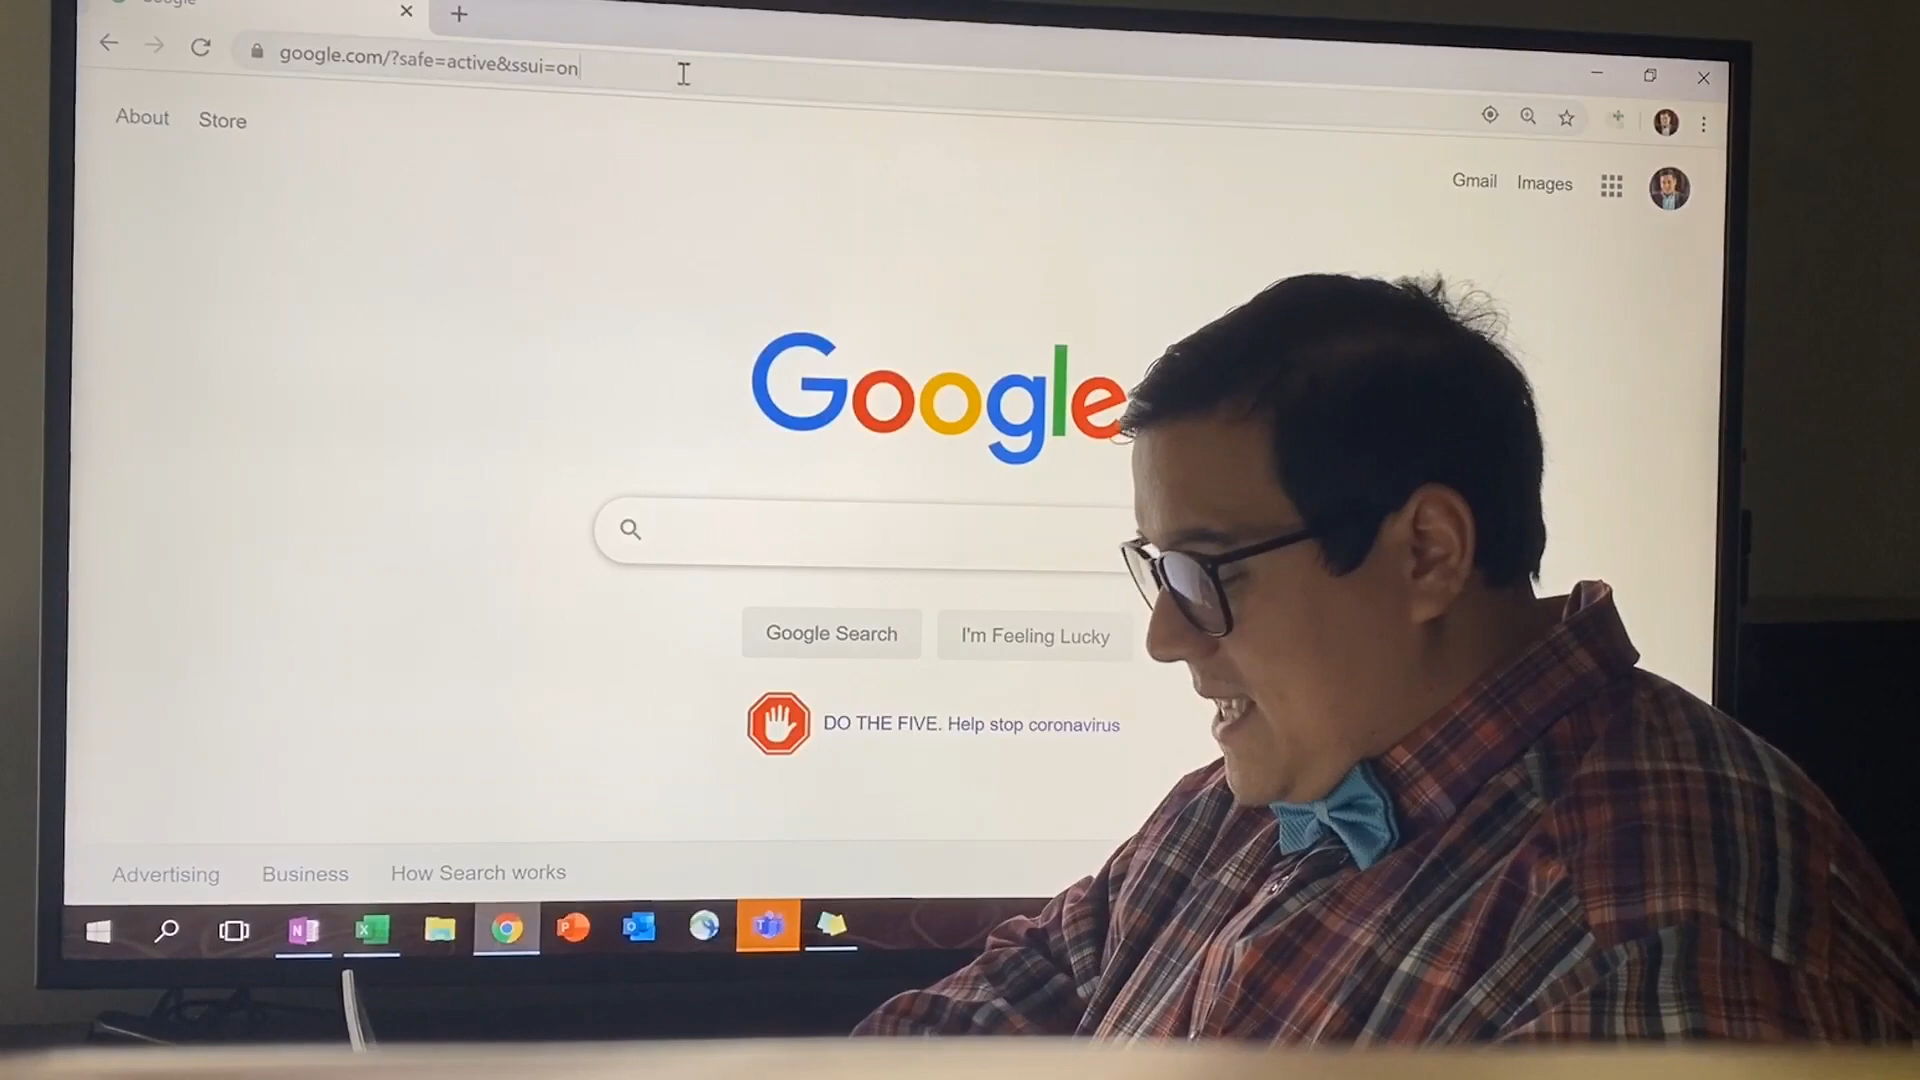 Google
google.com/?safe=active&ssui=on
About Store
Gmail Images
Google
Google Search I'm Feeling Lucky
DO THE FIVE. Help stop coronavirus
Advertising Business How Search works
N X P O T